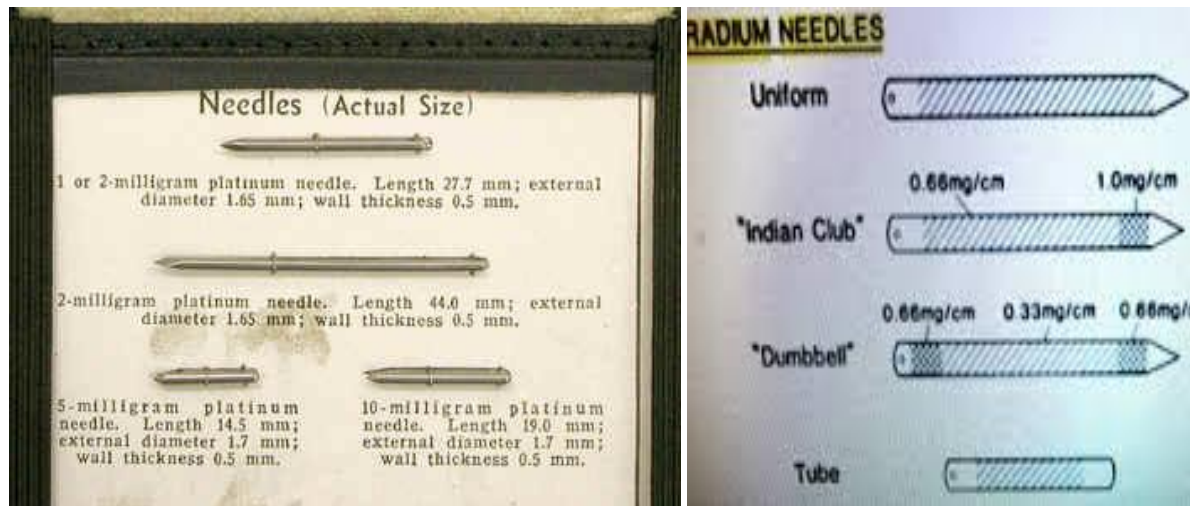 Needles (Actual Size)
1 or 2-milligram platinum needle. Length 27.7 mm; external
diameter 1.65 mm; wall thickness 0.5 mm.
2-milligram platinum needle. Length 44.0 mm; external
diameter 1.65 mm; wall thickness 0.5 mm.
5-milligram platinum
needle. Length 14.5 mm;
external diameter 1.7 mm;
wall thickness 0.5 mm.
10-milligram platinum
needle. Length 19.0 mm;
external diameter 1.7 mm;
wall thickness 0.5 mm.
RADIUM NEEDLES
Uniform
0.66mg/cm 1.0mg/cm
"Indian Club"
0.66mg/cm 0.33mg/cm 0.66mg/
"Dumbbell"
Tube